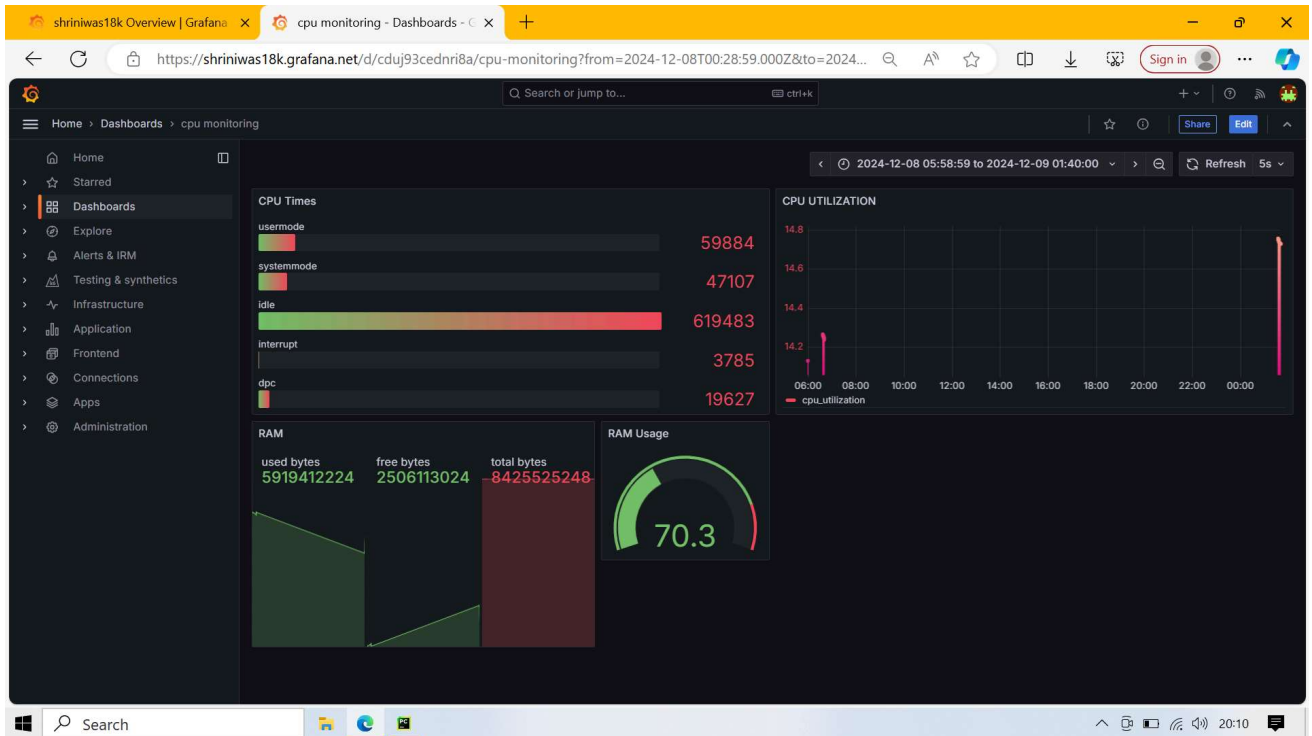 shriniwas18k Overview | Grafana
cpu monitoring - Dashboards - G
https://shriniwas18k.grafana.net/d/cduj93cednri8a/cpu-monitoring?from=2024-12-08T00:28:59.000Z&to=2024...
Sign in
Search or jump to...
ctrl+k
Home › Dashboards › cpu monitoring
Share
Edit
Home
Starred
Dashboards
Explore
Alerts & IRM
Testing & synthetics
Infrastructure
Application
Frontend
Connections
Apps
Administration
2024-12-08 05:58:59 to 2024-12-09 01:40:00
Refresh 5s
CPU Times
usermode
59884
systemmode
47107
idle
619483
interrupt
3785
dpc
19627
CPU UTILIZATION
14.8
14.6
14.4
14.2
06:00 08:00 10:00 12:00 14:00 16:00 18:00 20:00 22:00 00:00
cpu_utilization
RAM
used bytes free bytes total bytes
5919412224 2506113024 8425525248
RAM Usage
70.3
Search
PC
20:10